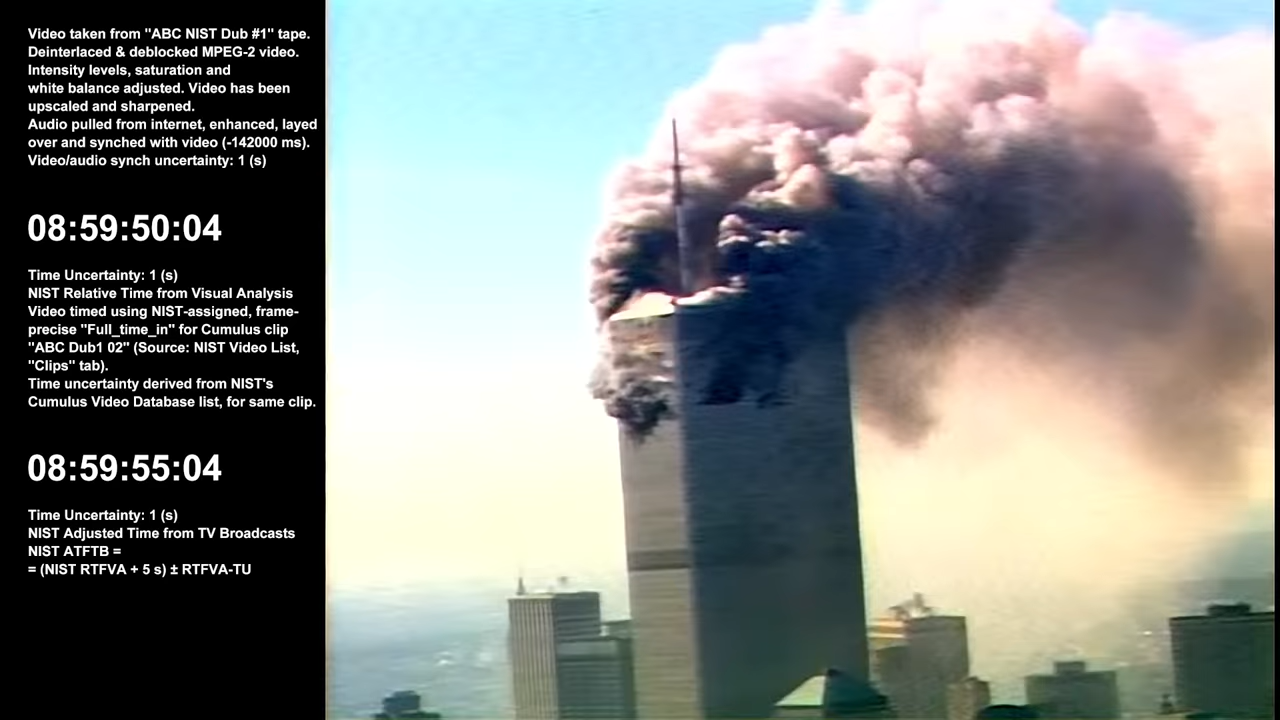 Video taken from "ABC NIST Dub #1" tape.
Deinterlaced & deblocked MPEG-2 video.
Intensity levels, saturation and
white balance adjusted. Video has been
upscaled and sharpened.
Audio pulled from internet, enhanced, layed
over and synched with video (-142000 ms).
Video/audio synch uncertainty: 1 (s)
08:59:50:04
Time Uncertainty: 1 (s)
NIST Relative Time from Visual Analysis
Video timed using NIST-assigned, frame-
precise "Full_time_in" for Cumulus clip
"ABC Dub1 02" (Source: NIST Video List,
"Clips" tab).
Time uncertainty derived from NIST's
Cumulus Video Database list, for same clip.
08:59:55:04
Time Uncertainty: 1 (s)
NIST Adjusted Time from TV Broadcasts
NIST ATFTB =
= (NIST RTFVA + 5 s) ± RTFVA-TU